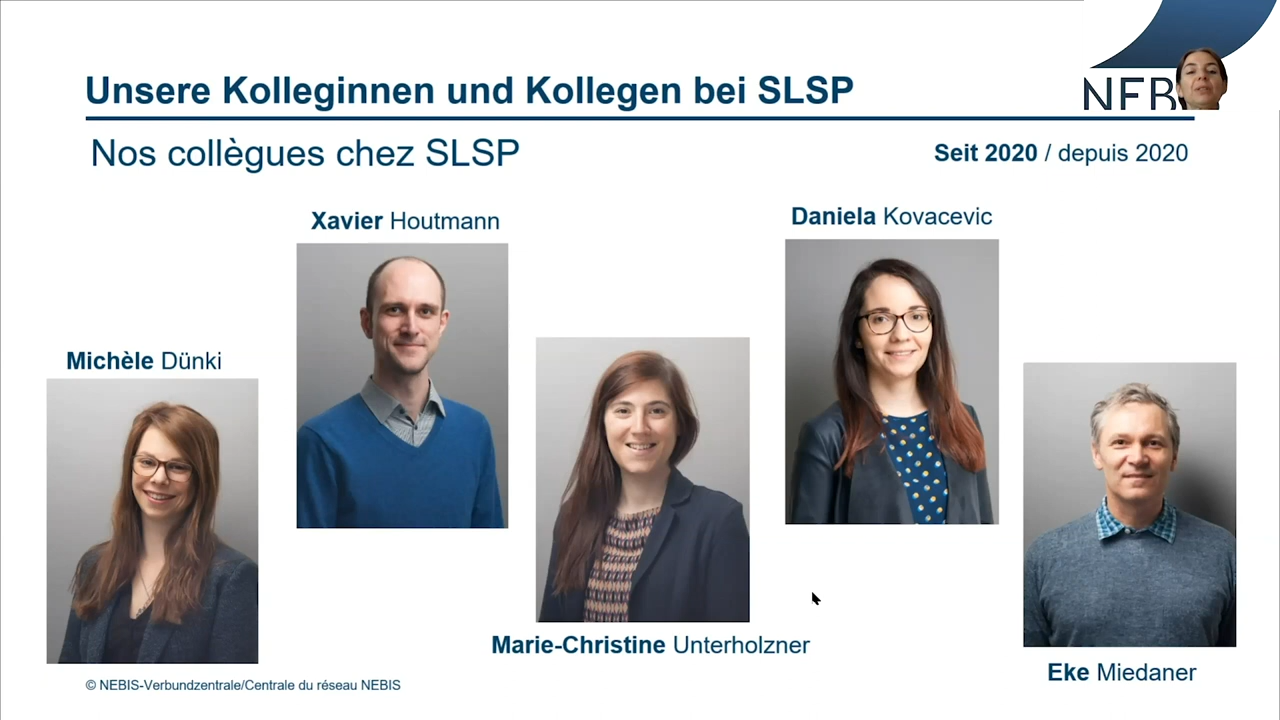 Unsere Kolleginnen und Kollegen bei SLSP
NEB
Nos collègues chez SLSP
Seit 2020 / depuis 2020
Xavier Houtmann
Daniela Kovacevic
Michèle Dünki
Marie-Christine Unterholzner
Eke Miedaner
© NEBIS-Verbundzentrale/Centrale du réseau NEBIS